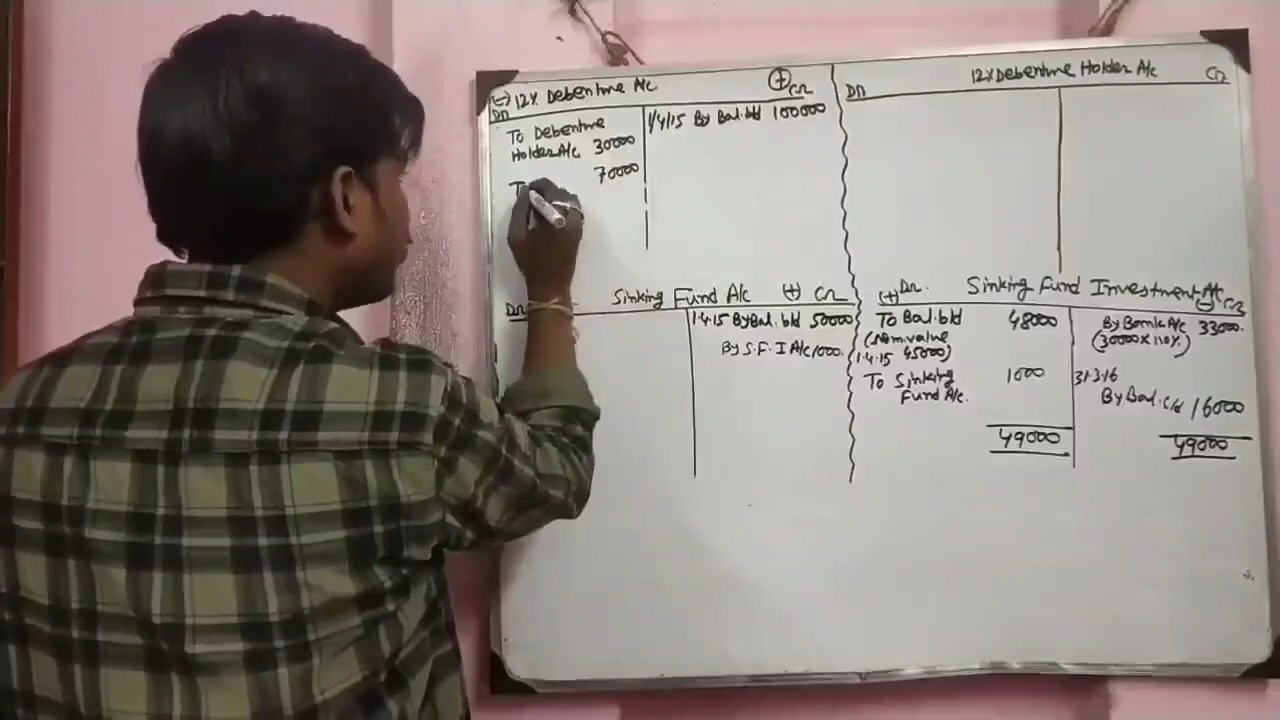 (-) 12% Debenture A/c (+)
Dr Cr
To Debenture
Holder A/c 30000
70000
1/4/15 By Bal. b/d 100000
12% Debenture Holder A/c
Dr Cr
Sinking Fund A/c (+) Cr
Dr
1.4.15 By Bal. b/d 50000
By S.F. I A/c 1000.
(+) Dr. Sinking Fund Investment A/c (-) Cr
To Bal. b/d 48000
(Nom. value
1.4.15 45000)
To Sinking 1000
Fund A/c.
49000
By Bank A/c 33000.
(30000 x 110%)
31.3.16
By Bal. c/d 16000
49000